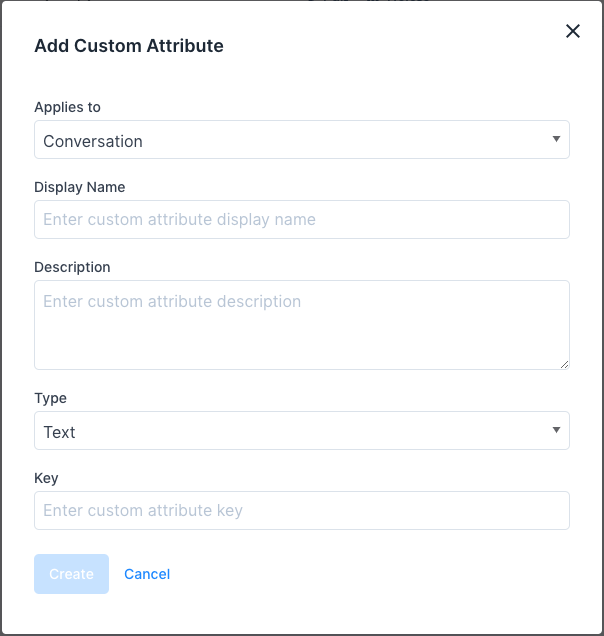 Add Custom Attribute
Applies to
Conversation
Display Name
Enter custom attribute display name
Description
Enter custom attribute description
Type
Text
Key
Enter custom attribute key
Create Cancel